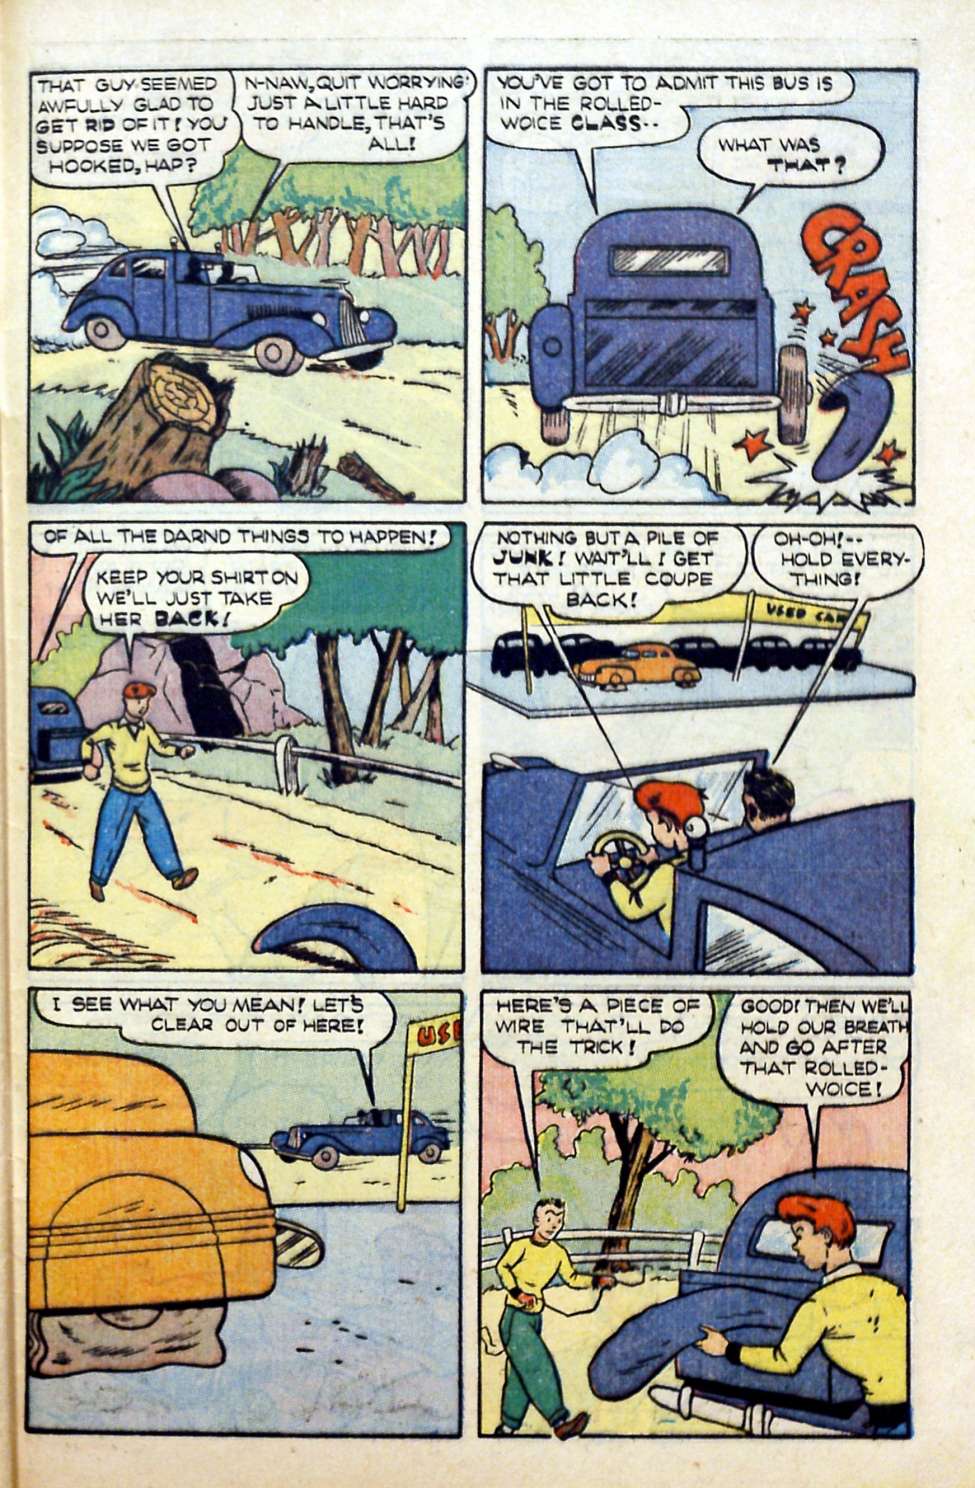 THAT GUY SEEMED
AWFULLY GLAD TO
GET RID OF IT! YOU
SUPPOSE WE GOT
HOOKED, HAP?
N-NAW, QUIT WORRYING!
JUST A LITTLE HARD
TO HANDLE, THAT'S
ALL!
YOU'VE GOT TO ADMIT THIS BUS IS
IN THE ROLLED-
WOICE CLASS--
WHAT WAS
THAT?
CRASH
OF ALL THE DARND THINGS TO HAPPEN!
KEEP YOUR SHIRT ON
WE'LL JUST TAKE
HER BACK!
NOTHING BUT A PILE OF
JUNK! WAIT'LL I GET
THAT LITTLE COUPE
BACK!
OH-OH!--
HOLD EVERY-
THING!
USED CAR
I SEE WHAT YOU MEAN! LET'S
CLEAR OUT OF HERE!
USE
HERE'S A PIECE OF
WIRE THAT'LL DO
THE TRICK!
GOOD! THEN WE'LL
HOLD OUR BREATH
AND GO AFTER
THAT ROLLED-
WOICE!